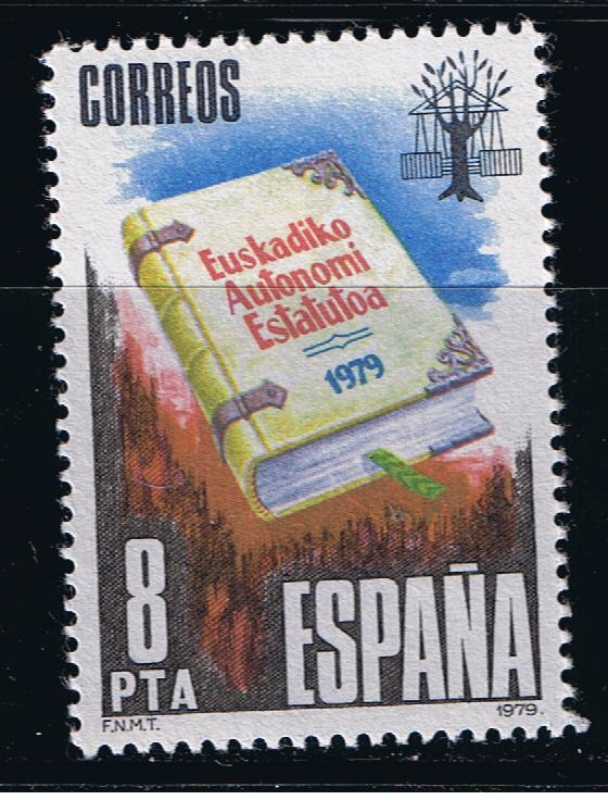 CORREOS
Euskadiko
Autonomi
Estatutoa
1979
8
PTA
ESPAÑA
F.N.M.T.
1979.